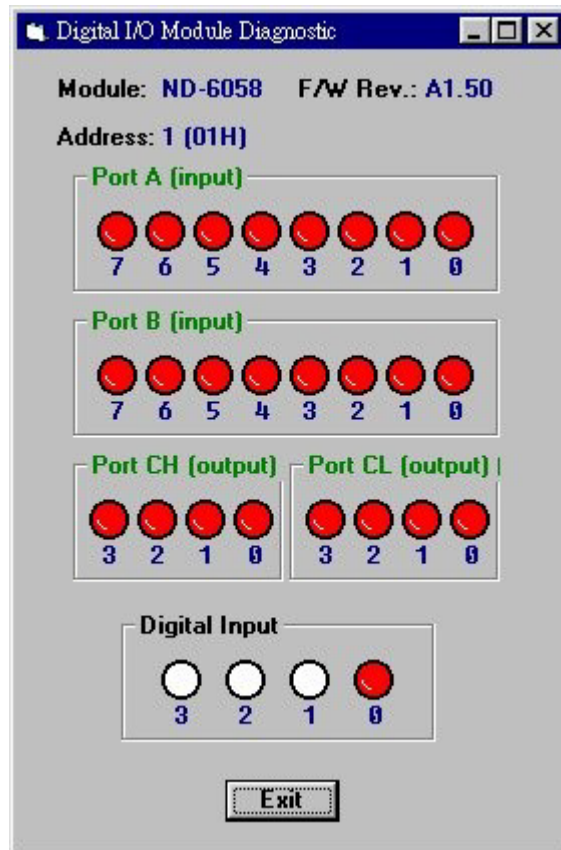 Digital I/O Module Diagnostic
Module: ND-6058 F/W Rev.: A1.50
Address: 1 (01H)
Port A (input)
7 6 5 4 3 2 1 0
Port B (input)
7 6 5 4 3 2 1 0
Port CH (output) Port CL (output)
3 2 1 0 3 2 1 0
Digital Input
3 2 1 0
Exit